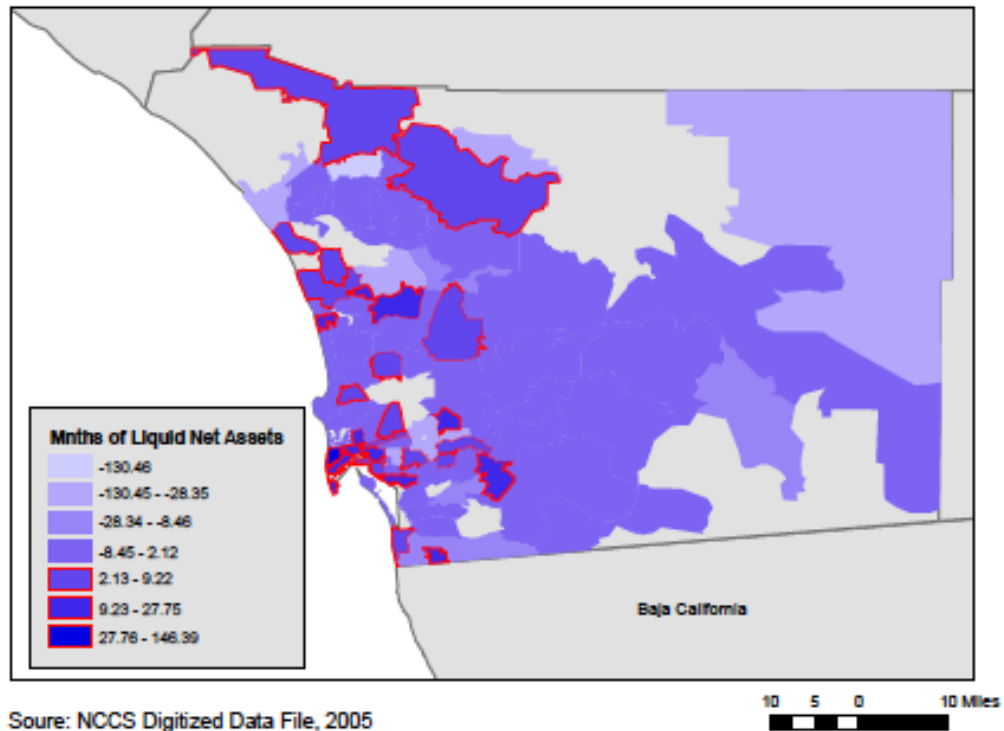 Mnths of Liquid Net Assets
-130.46
-130.45 - -28.35
-28.34 - -8.46
-8.45 - 2.12
2.13 - 9.22
9.23 - 27.75
27.76 - 146.39
Baja California
10 5 0 10 Miles
Soure: NCCS Digitized Data File, 2005